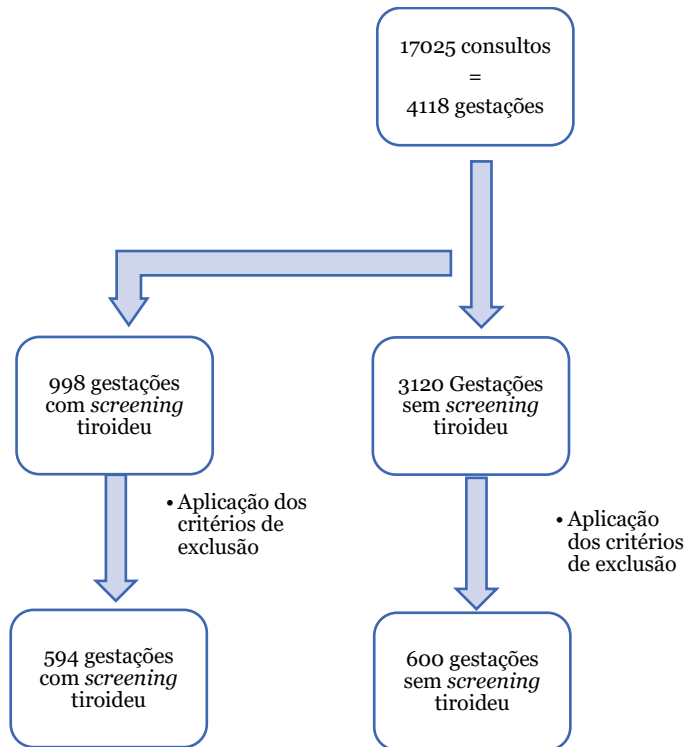 17025 consultos
=
4118 gestações
998 gestações
com screening
tiroideu
3120 Gestações
sem screening
tiroideu
• Aplicação dos
critérios de
exclusão
• Aplicação
dos critérios
de exclusão
594 gestações
com screening
tiroideu
600 gestações
sem screening
tiroideu